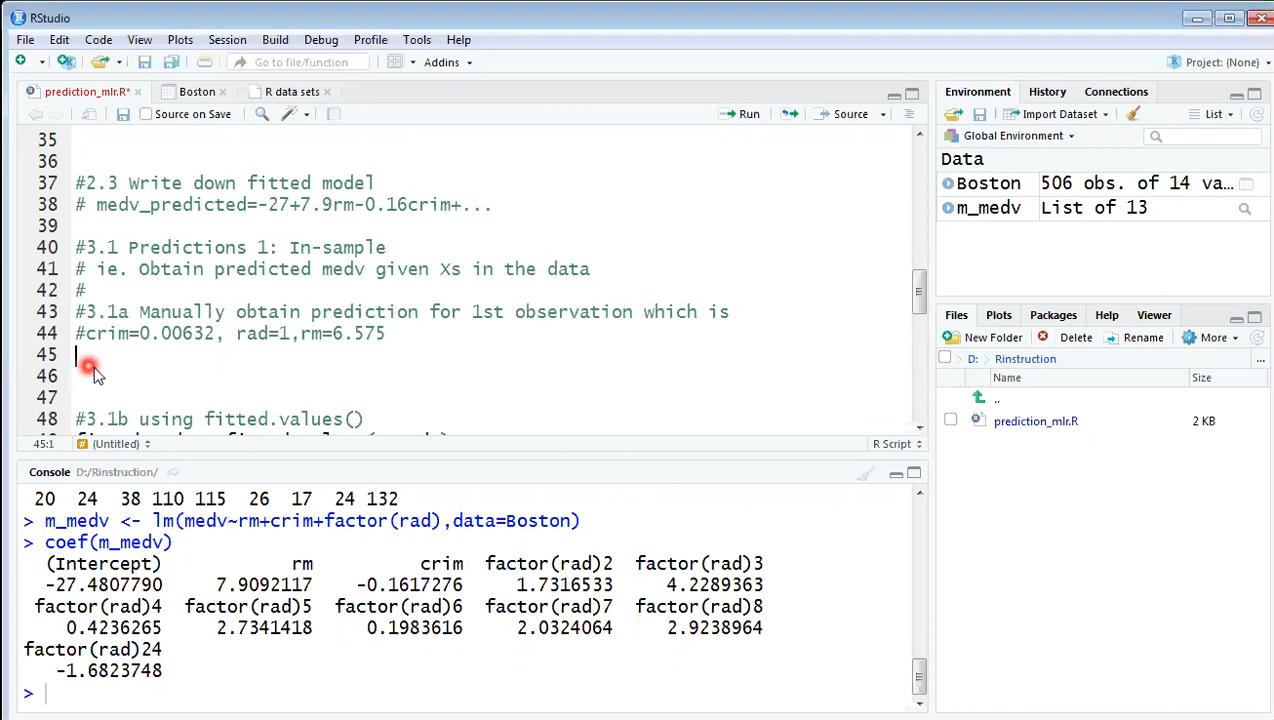 RStudio
File Edit Code View Plots Session Build Debug Profile Tools Help
Go to file/function Addins Project: (None)
prediction_mlr.R* Boston R data sets
Source on Save Run Source
35
36
37 #2.3 Write down fitted model
38 # medv_predicted=-27+7.9rm-0.16crim+...
39
40 #3.1 Predictions 1: In-sample
41 # ie. Obtain predicted medv given Xs in the data
42 #
43 #3.1a Manually obtain prediction for 1st observation which is
44 #crim=0.00632, rad=1,rm=6.575
45
46
47
48 #3.1b using fitted.values()
45:1 (Untitled) R Script
Console D:/Rinstruction/
20 24 38 110 115 26 17 24 132
> m_medv <- lm(medv~rm+crim+factor(rad),data=Boston)
> coef(m_medv)
(Intercept) rm crim factor(rad)2 factor(rad)3
-27.4807790 7.9092117 -0.1617276 1.7316533 4.2289363
factor(rad)4 factor(rad)5 factor(rad)6 factor(rad)7 factor(rad)8
0.4236265 2.7341418 0.1983616 2.0324064 2.9238964
factor(rad)24
-1.6823748
>
Environment History Connections
Import Dataset List
Global Environment
Data
Boston 506 obs. of 14 va...
m_medv List of 13
Files Plots Packages Help Viewer
New Folder Delete Rename More
D: Rinstruction ...
Name Size
..
prediction_mlr.R 2 KB